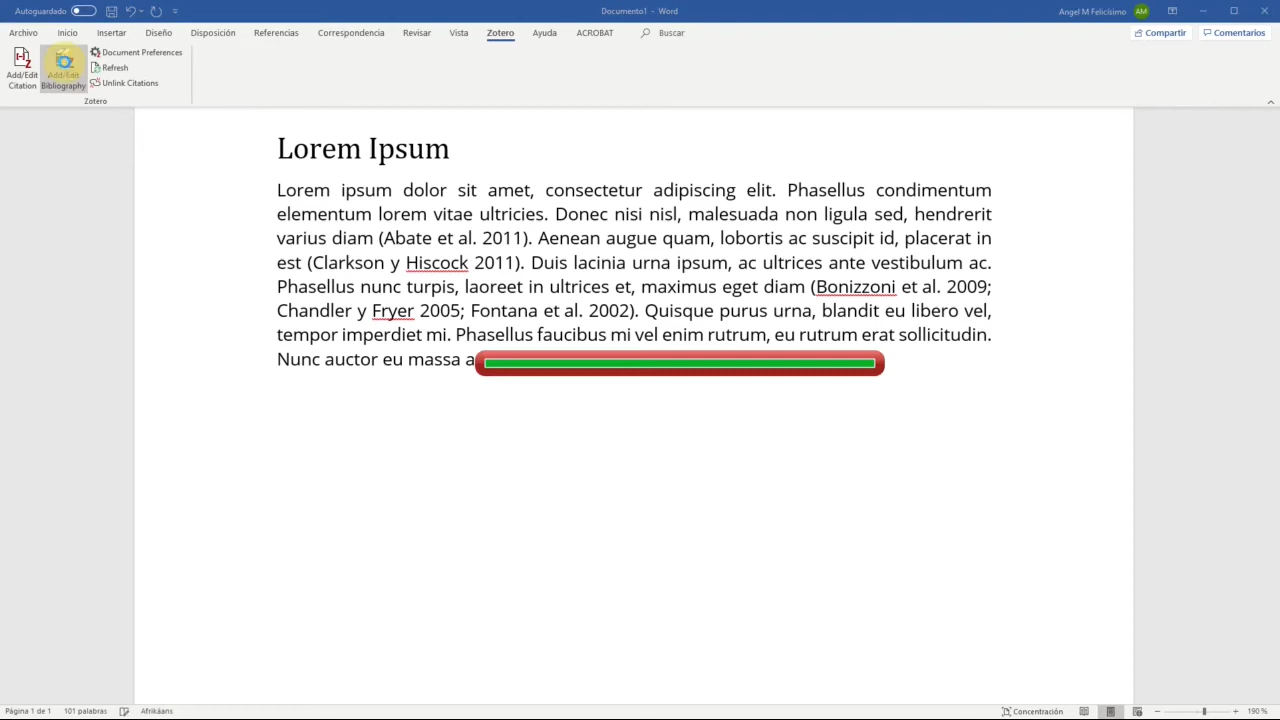 Autoguardado
Documento1 - Word
Angel M Felicísimo AM
Archivo Inicio Insertar Diseño Disposición Referencias Correspondencia Revisar Vista Zotero Ayuda ACROBAT Buscar Compartir Comentarios
Add/Edit Citation
Add/Edit Bibliography
Document Preferences
Refresh
Unlink Citations
Zotero
Lorem Ipsum
Lorem ipsum dolor sit amet, consectetur adipiscing elit. Phasellus condimentum
elementum lorem vitae ultricies. Donec nisi nisl, malesuada non ligula sed, hendrerit
varius diam (Abate et al. 2011). Aenean augue quam, lobortis ac suscipit id, placerat in
est (Clarkson y Hiscock 2011). Duis lacinia urna ipsum, ac ultrices ante vestibulum ac.
Phasellus nunc turpis, laoreet in ultrices et, maximus eget diam (Bonizzoni et al. 2009;
Chandler y Fryer 2005; Fontana et al. 2002). Quisque purus urna, blandit eu libero vel,
tempor imperdiet mi. Phasellus faucibus mi vel enim rutrum, eu rutrum erat sollicitudin.
Nunc auctor eu massa a
Página 1 de 1 101 palabras Afrikáans Concentración 190 %